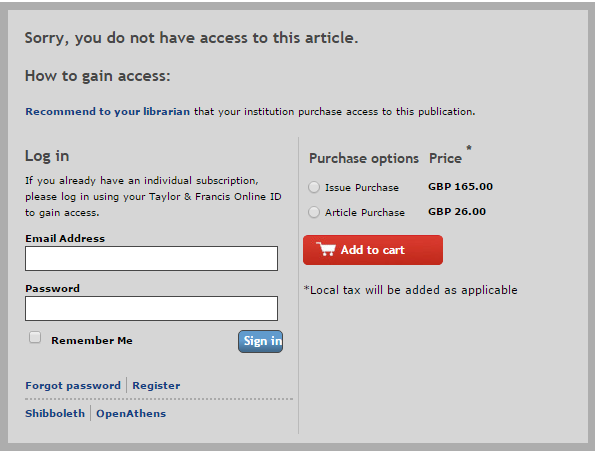 Sorry, you do not have access to this article.
How to gain access:
Recommend to your librarian that your institution purchase access to this publication.
Log in
If you already have an individual subscription,
please log in using your Taylor & Francis Online ID
to gain access.
Email Address
Password
Remember Me
Sign in
Forgot password
Register
Shibboleth
OpenAthens
Purchase options Price *
Issue Purchase GBP 165.00
Article Purchase GBP 26.00
Add to cart
*Local tax will be added as applicable